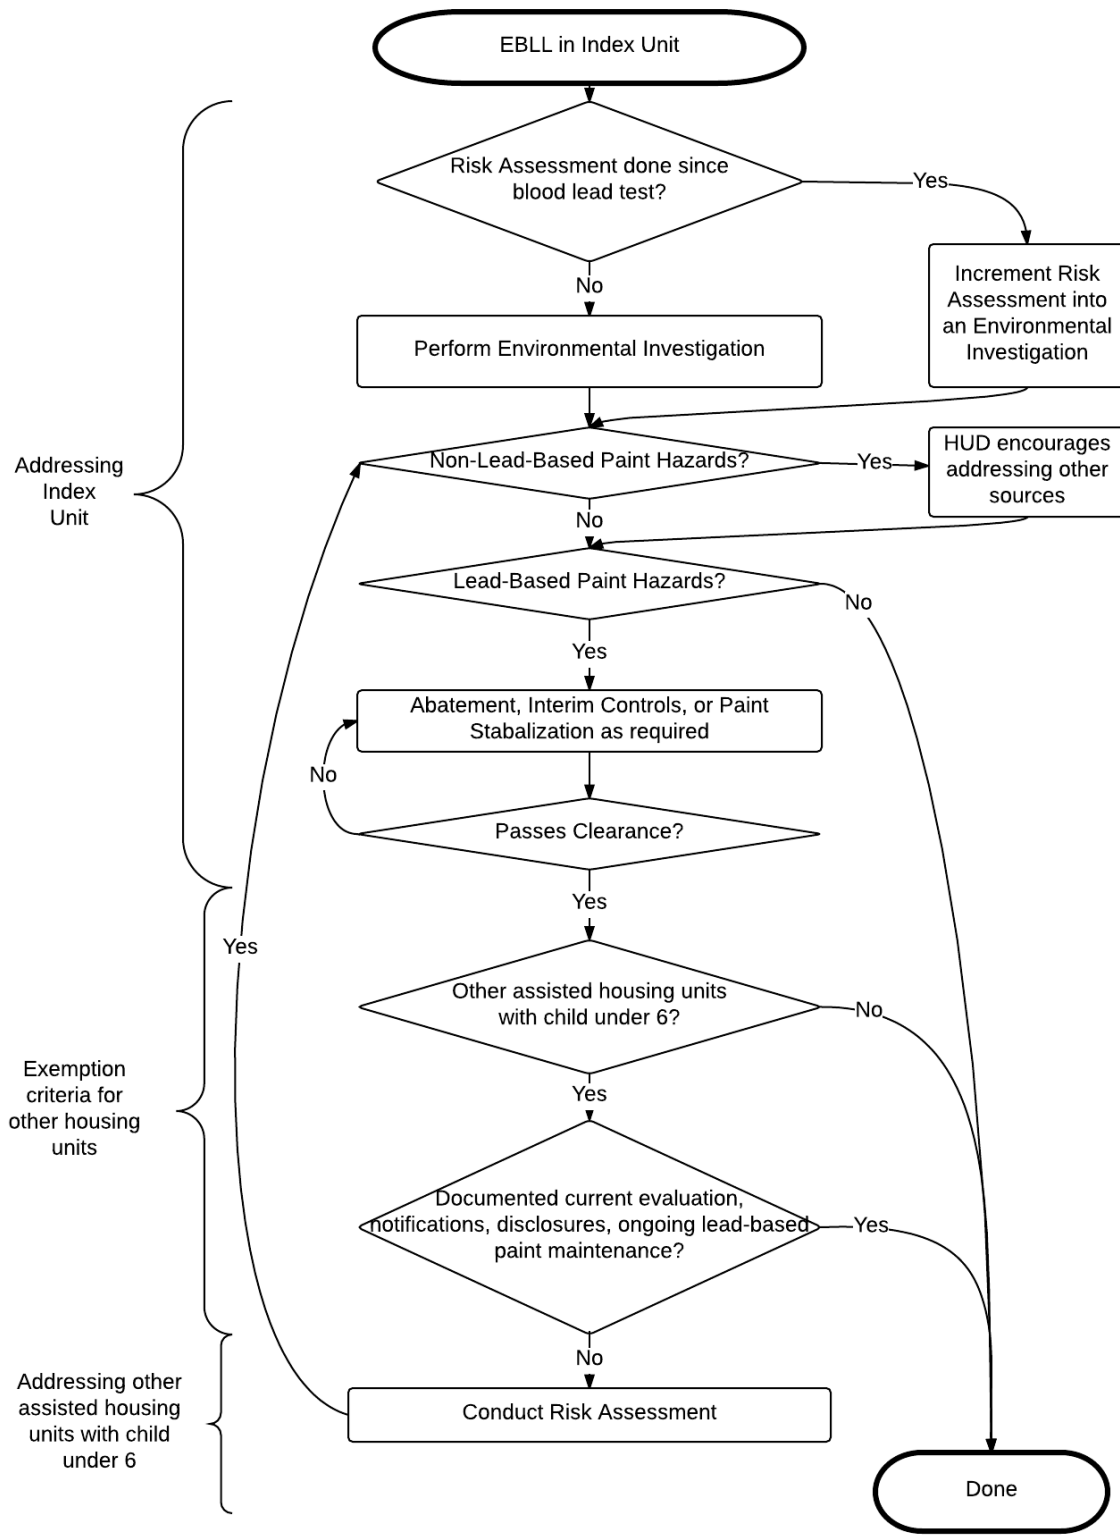 EBLL in Index Unit
Risk Assessment done since
blood lead test?
Yes
No
Increment Risk
Assessment into
an Environmental
Investigation
Perform Environmental Investigation
Non-Lead-Based Paint Hazards?
Yes
HUD encourages
addressing other
sources
No
Addressing
Index
Unit
Lead-Based Paint Hazards?
No
Yes
Abatement, Interim Controls, or Paint
Stabalization as required
No
Passes Clearance?
Yes
Yes
Other assisted housing units
with child under 6?
No
Yes
Exemption
criteria for
other housing
units
Documented current evaluation,
notifications, disclosures, ongoing lead-based
paint maintenance?
Yes
No
Conduct Risk Assessment
Addressing other
assisted housing
units with child
under 6
Done